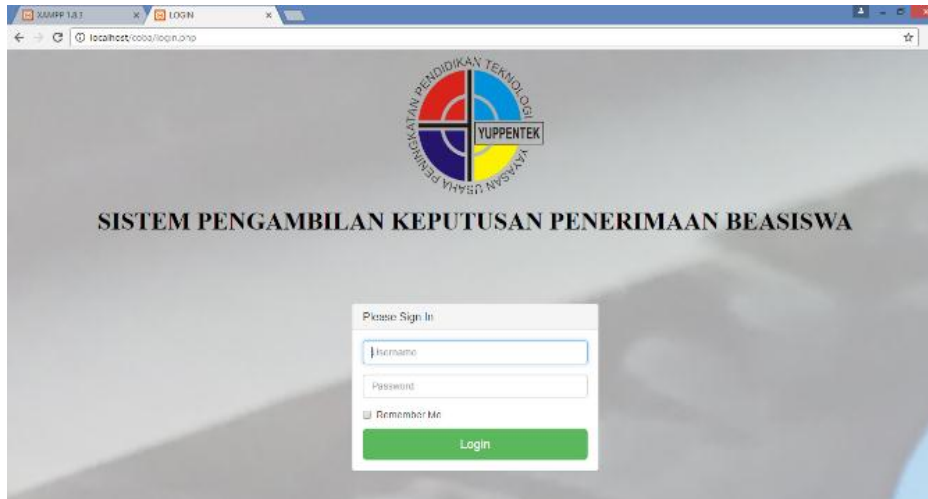 XAMPP 1.8.3
LOGIN
localhost/coba/login.php
YAYASAN USAHA PENINGKATAN PENDIDIKAN TEKNOLOGI
YUPPENTEK
SISTEM PENGAMBILAN KEPUTUSAN PENERIMAAN BEASISWA
Please Sign In
Username
Password
Remember Me
Login